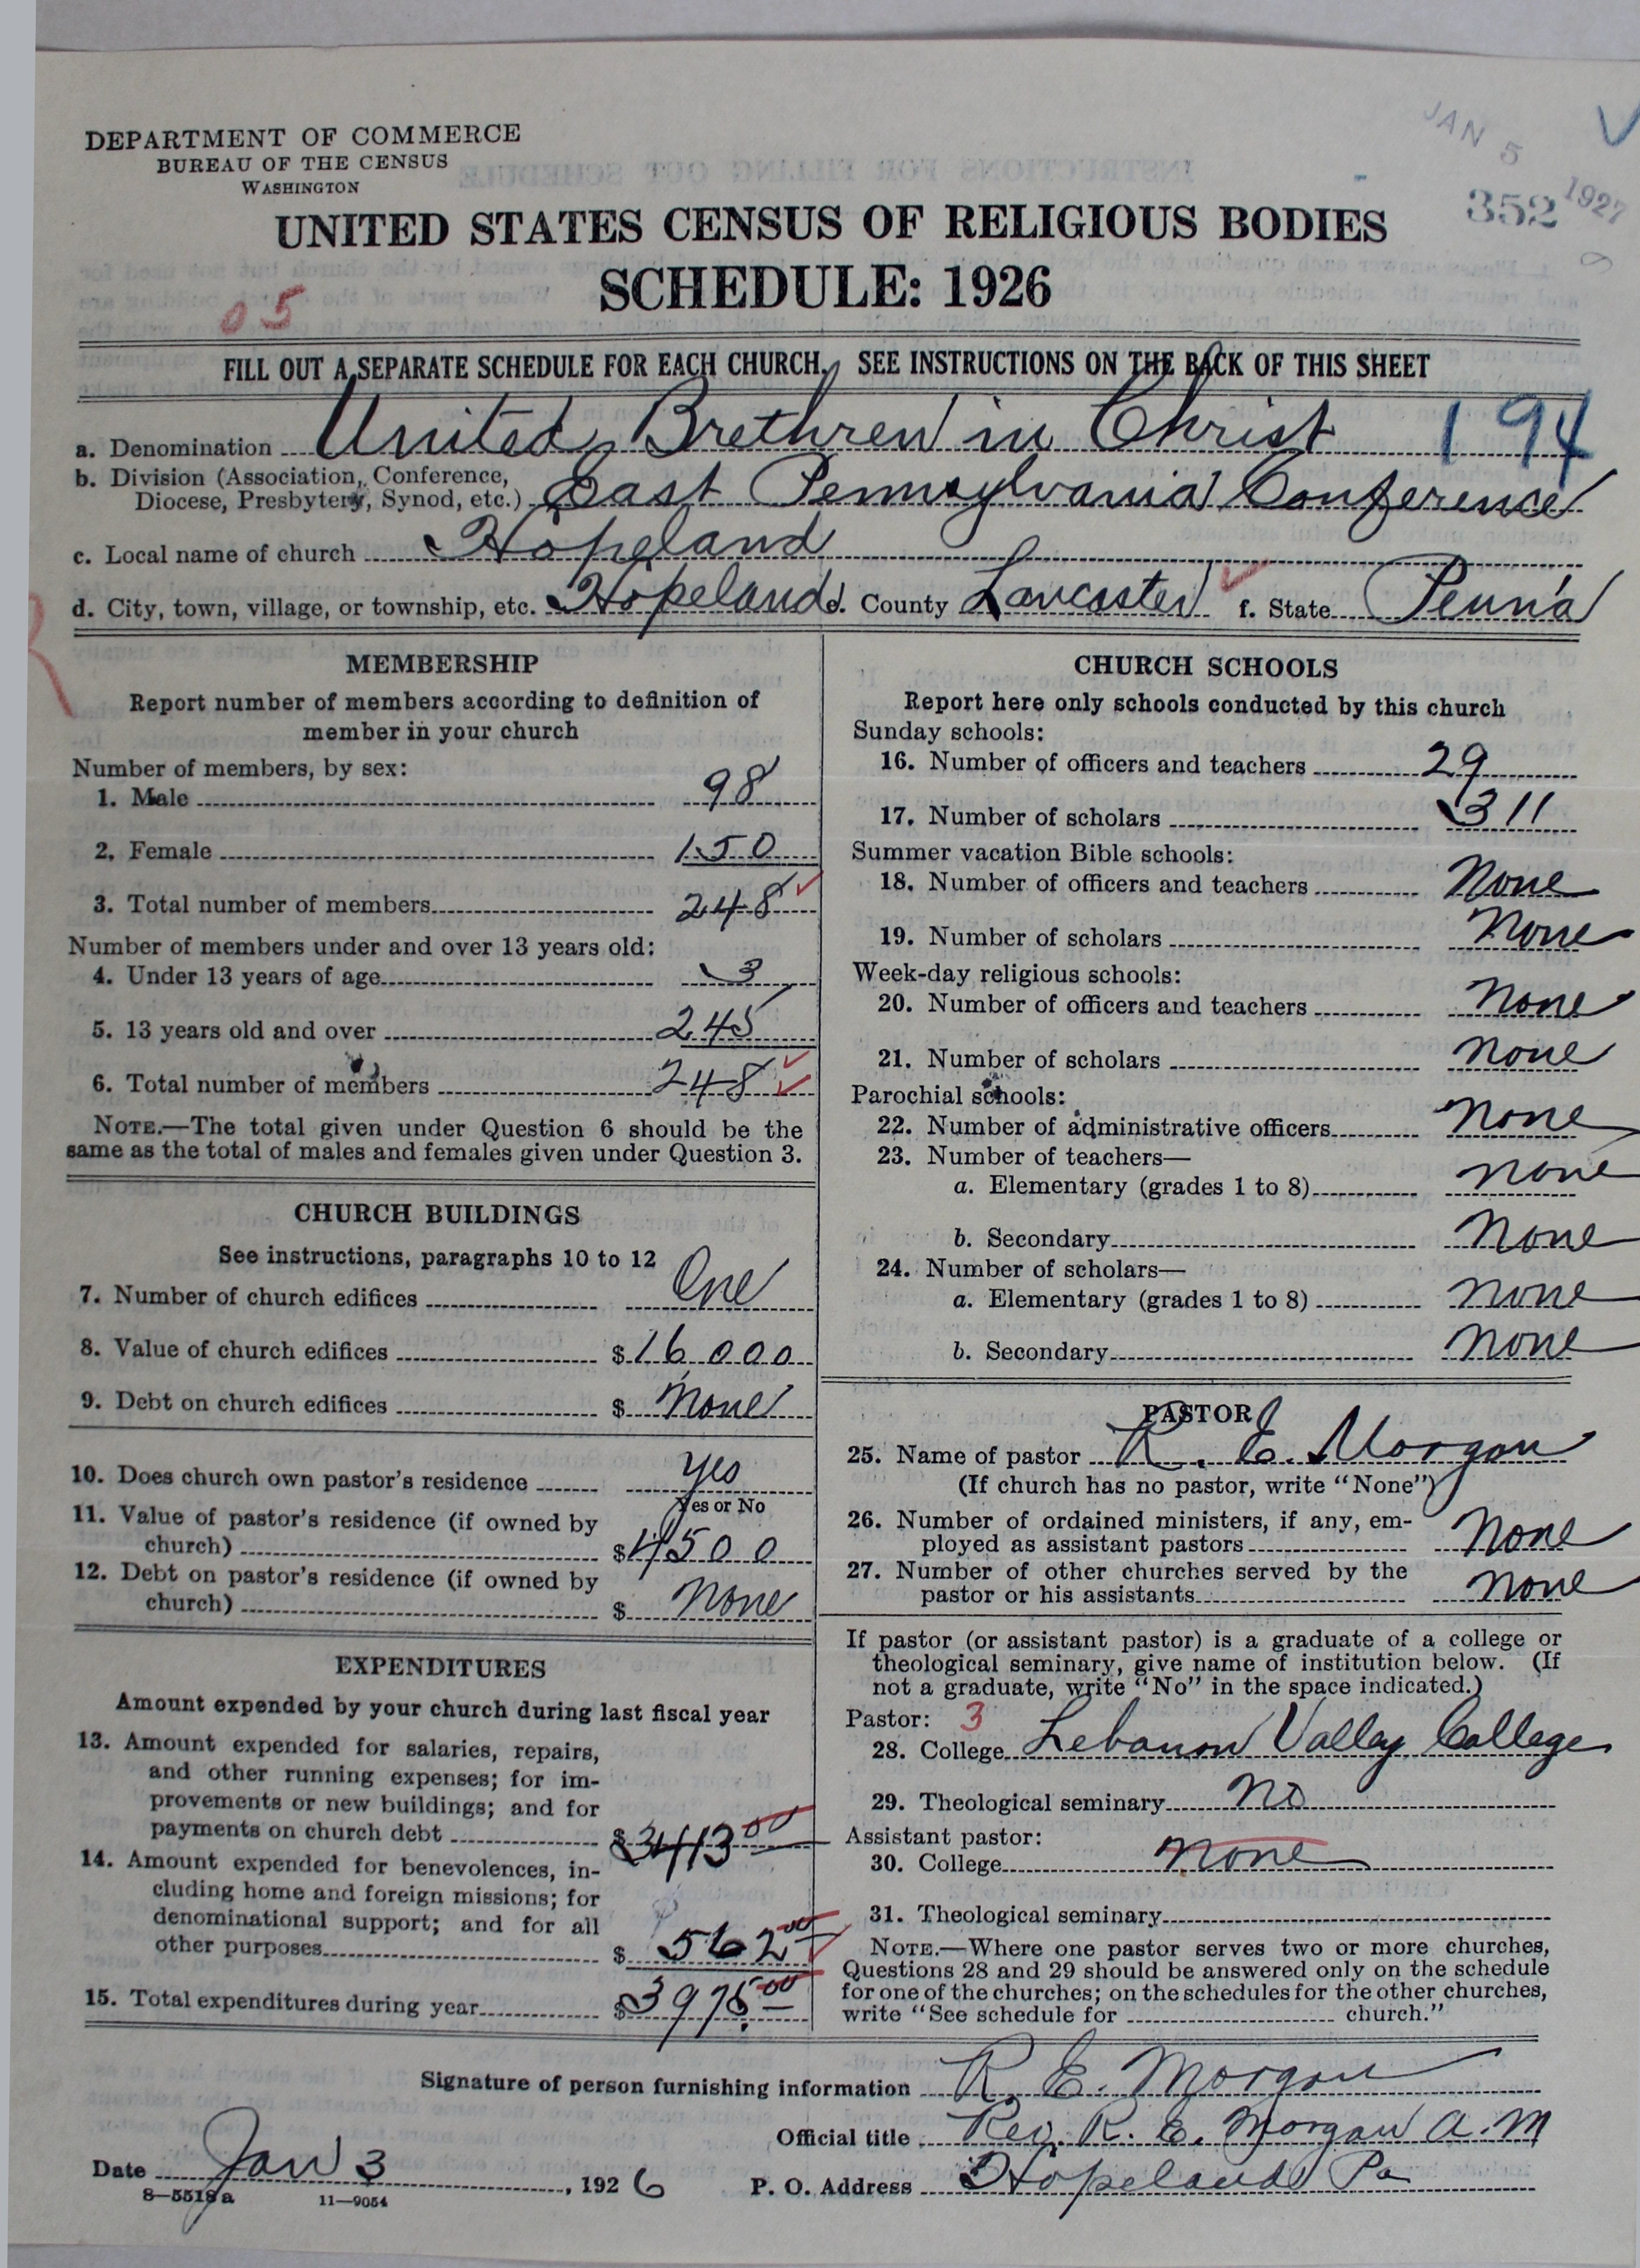 DEPARTMENT OF COMMERCE
BUREAU OF THE CENSUS
WASHINGTON
JAN 5 1927
352
UNITED STATES CENSUS OF RELIGIOUS BODIES
SCHEDULE: 1926
05
FILL OUT A SEPARATE SCHEDULE FOR EACH CHURCH. SEE INSTRUCTIONS ON THE BACK OF THIS SHEET
a. Denomination United Brethren in Christ 194
b. Division (Association, Conference,
Diocese, Presbytery, Synod, etc.) East Pennsylvania Conference
c. Local name of church Hopeland
d. City, town, village, or township, etc. Hopeland e. County Lancaster f. State Penn'a
MEMBERSHIP
Report number of members according to definition of
member in your church
Number of members, by sex:
1. Male 98
2. Female 150
3. Total number of members 248
Number of members under and over 13 years old:
4. Under 13 years of age 3
5. 13 years old and over 245
6. Total number of members 248
NOTE.—The total given under Question 6 should be the
same as the total of males and females given under Question 3.
CHURCH BUILDINGS
See instructions, paragraphs 10 to 12
7. Number of church edifices One
8. Value of church edifices $ 16000
9. Debt on church edifices $ None
10. Does church own pastor's residence yes
Yes or No
11. Value of pastor's residence (if owned by
church) $ 4500
12. Debt on pastor's residence (if owned by
church) $ None
EXPENDITURES
Amount expended by your church during last fiscal year
13. Amount expended for salaries, repairs,
and other running expenses; for im-
provements or new buildings; and for
payments on church debt $ 3413 00
14. Amount expended for benevolences, in-
cluding home and foreign missions; for
denominational support; and for all
other purposes $ 562 00
15. Total expenditures during year $ 3975.00
CHURCH SCHOOLS
Report here only schools conducted by this church
Sunday schools:
16. Number of officers and teachers 29
17. Number of scholars 311
Summer vacation Bible schools:
18. Number of officers and teachers None
19. Number of scholars None
Week-day religious schools:
20. Number of officers and teachers None
21. Number of scholars None
Parochial schools:
22. Number of administrative officers None
23. Number of teachers—
a. Elementary (grades 1 to 8) None
b. Secondary None
24. Number of scholars—
a. Elementary (grades 1 to 8) None
b. Secondary None
PASTOR
25. Name of pastor R. E. Morgan
(If church has no pastor, write "None")
26. Number of ordained ministers, if any, em-
ployed as assistant pastors None
27. Number of other churches served by the
pastor or his assistants None
If pastor (or assistant pastor) is a graduate of a college or
theological seminary, give name of institution below. (If
not a graduate, write "No" in the space indicated.)
Pastor: 3
28. College Lebanon Valley College
29. Theological seminary No
Assistant pastor:
30. College None
31. Theological seminary
NOTE.—Where one pastor serves two or more churches,
Questions 28 and 29 should be answered only on the schedule
for one of the churches; on the schedules for the other churches,
write "See schedule for church."
Signature of person furnishing information R. E. Morgan
Official title Rev. R. E. Morgan A. M
Date Jan 3, 1926 P. O. Address Hopeland Pa
8—5518a 11—9054